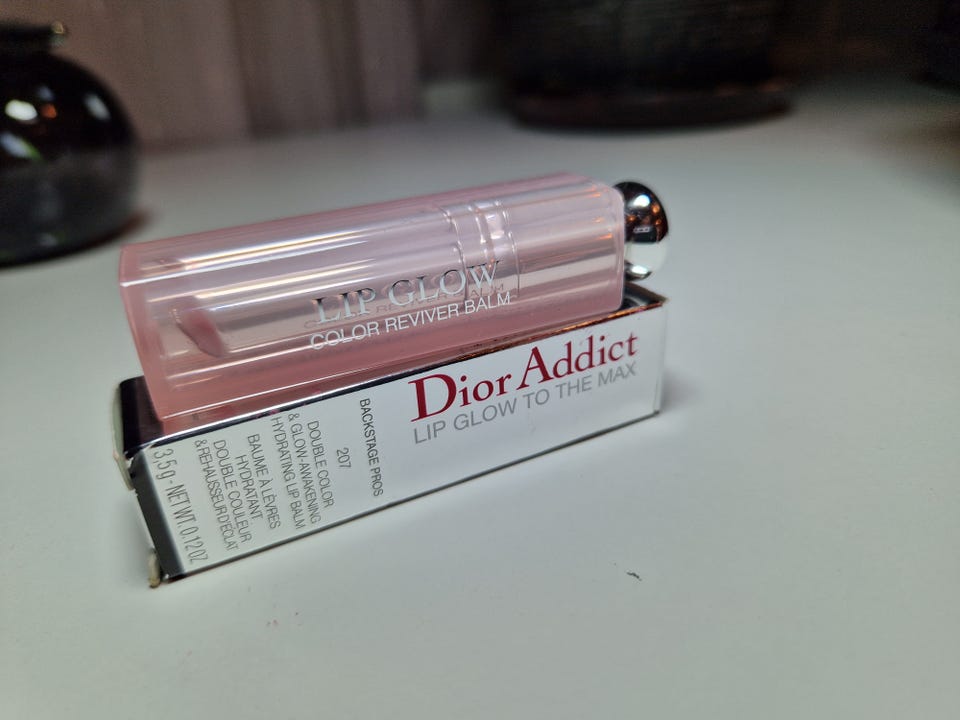 LIP GLOW
COLOR REVIVER BALM
Dior Addict
LIP GLOW TO THE MAX
BACKSTAGE PROS
207
DOUBLE COLOR
& GLOW-AWAKENING
HYDRATING LIP BALM
BAUME À LÈVRES
HYDRATANT
DOUBLE COULEUR
& REHAUSSEUR D'ÉCLAT
3.5 g - NET WT. 0.12 OZ